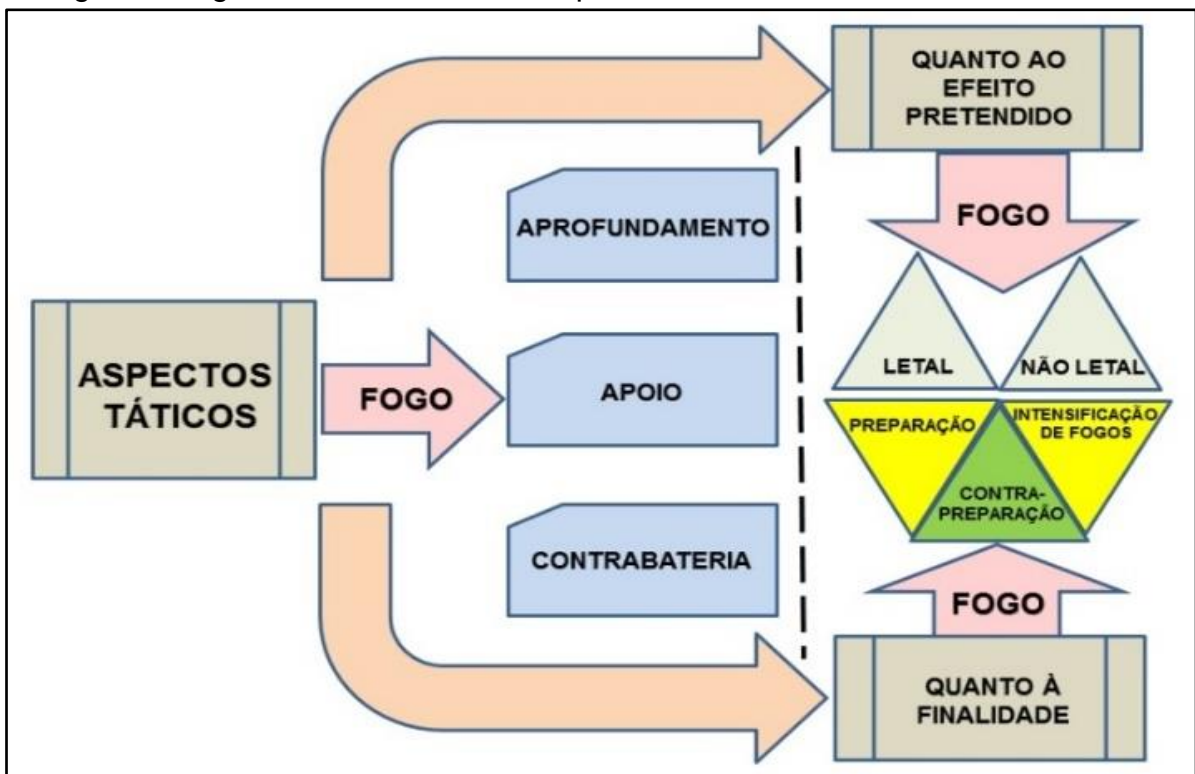 QUANTO AO
EFEITO
PRETENDIDO
FOGO
APROFUNDAMENTO
ASPECTOS
TÁTICOS
FOGO
APOIO
LETAL
NÃO LETAL
PREPARAÇÃO
INTENSIFICAÇÃO
DE FOGOS
CONTRA-
PREPARAÇÃO
CONTRABATERIA
FOGO
QUANTO À
FINALIDADE